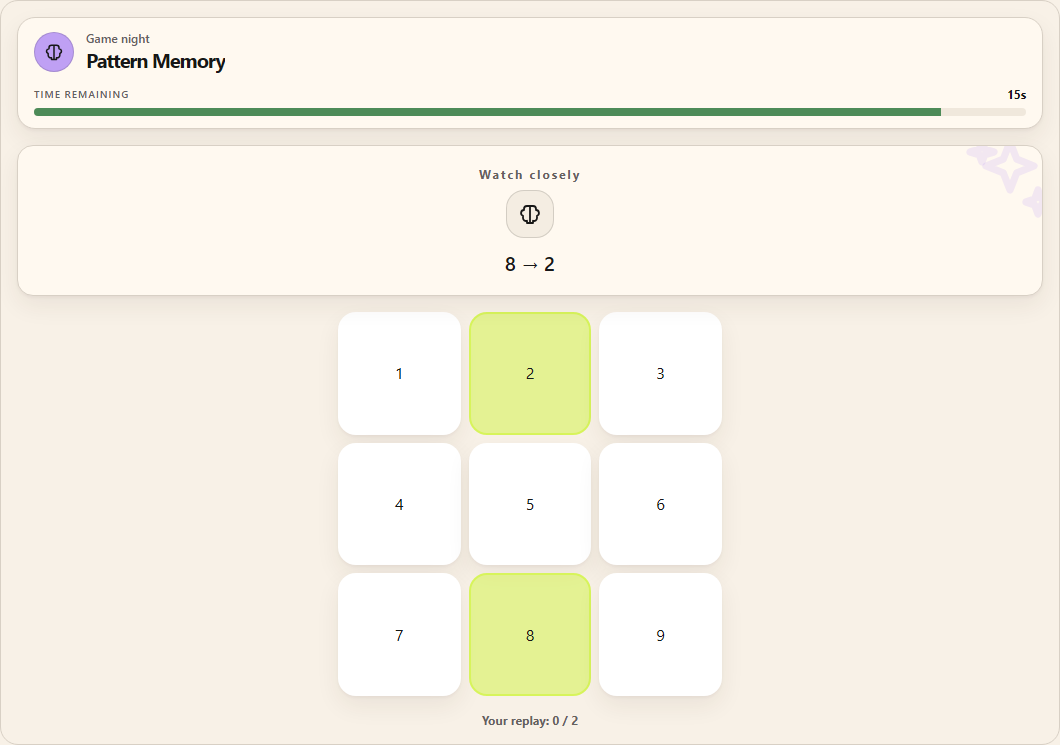 Game night
Pattern Memory
TIME REMAINING 15s
Watch closely
8 → 2
1 2 3
4 5 6
7 8 9
Your replay: 0 / 2